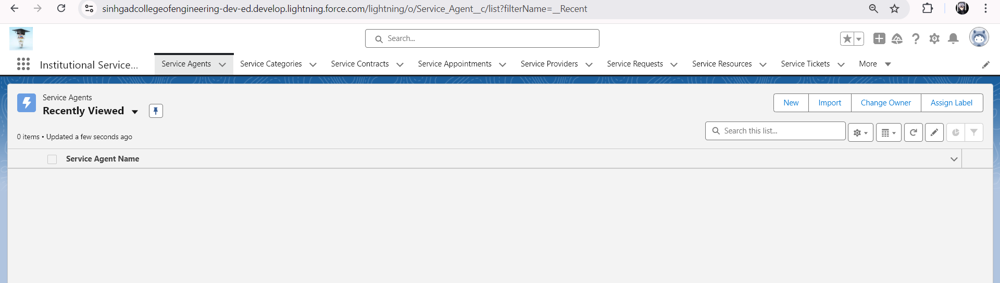 sinhgadcollegeofengineering-dev-ed.develop.lightning.force.com/lightning/o/Service_Agent__c/list?filterName=__Recent
Search...
Institutional Service... Service Agents Service Categories Service Contracts Service Appointments Service Providers Service Requests Service Resources Service Tickets More
Service Agents
Recently Viewed
New Import Change Owner Assign Label
0 items • Updated a few seconds ago
Search this list...
Service Agent Name